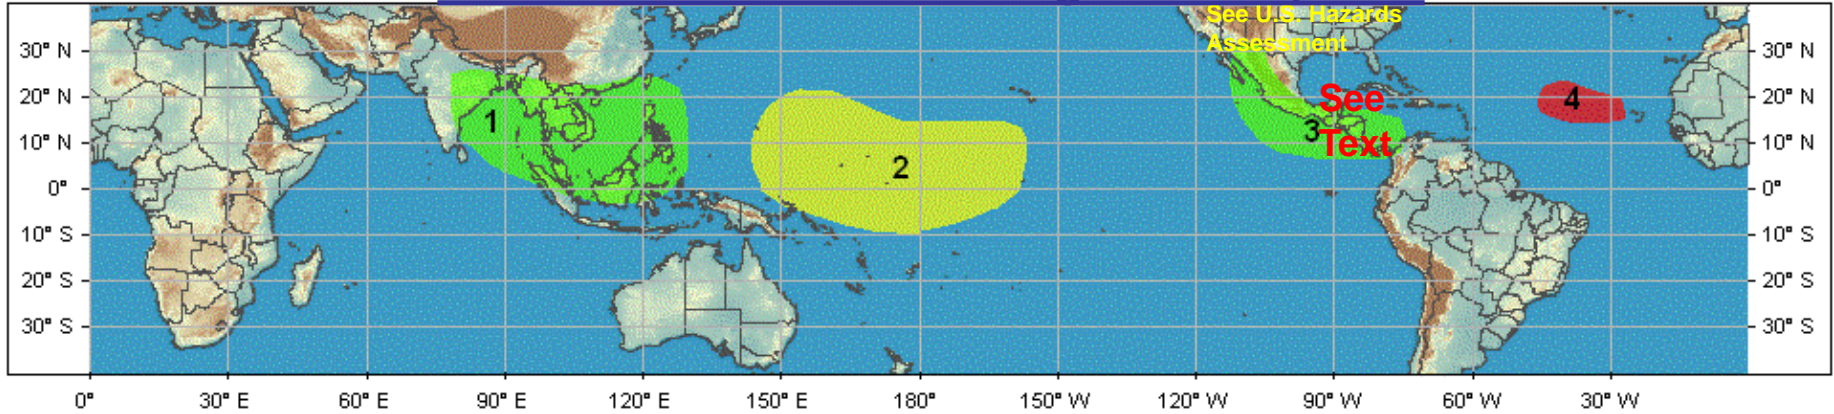 See U.S. Hazards
Assessment
30° N
30° N
20° N
See
4
20° N
1
3
10° N
Text
10° N
2
0°
0°
10° S
10° S
20° S
20° S
30° S
30° S
0°
30° E
60° E
90° E
120° E
150° E
180°
150° W
120° W
90° W
60° W
30° W